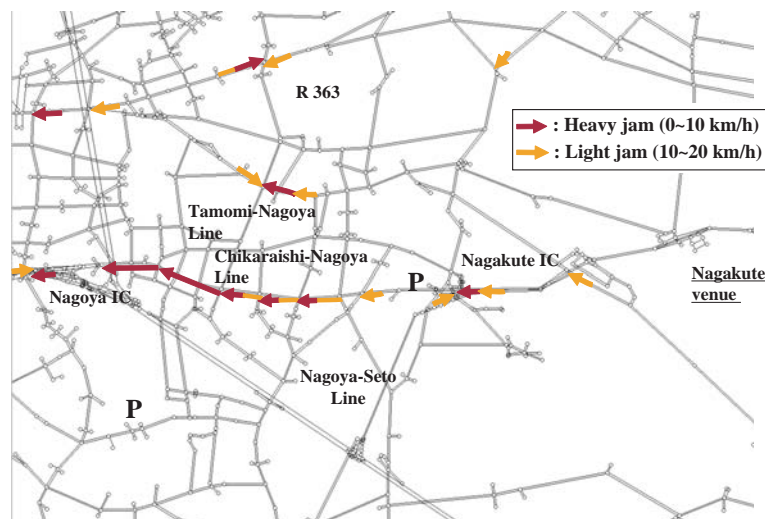 R 363
: Heavy jam (0~10 km/h)
: Light jam (10~20 km/h)
Tamomi-Nagoya
Line
Chikaraishi-Nagoya
Line
Nagakute IC
P
Nagakute
venue
Nagoya IC
Nagoya-Seto
Line
P